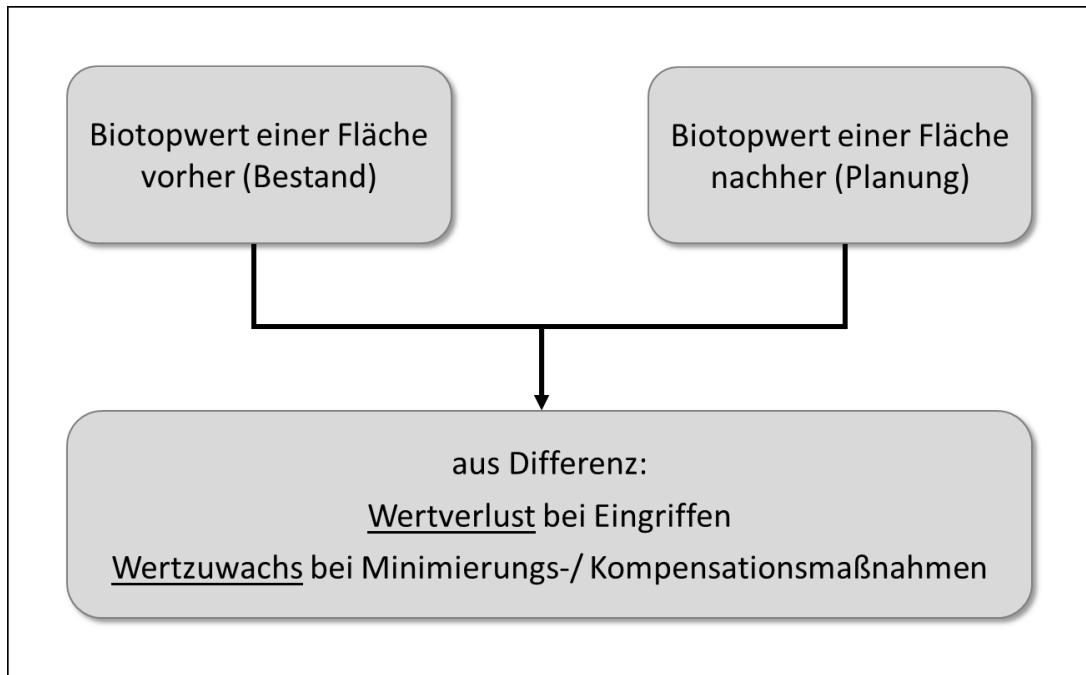 Biotopwert einer Fläche
vorher (Bestand)
Biotopwert einer Fläche
nachher (Planung)
aus Differenz:
Wertverlust bei Eingriffen
Wertzuwachs bei Minimierungs-/ Kompensationsmaßnahmen